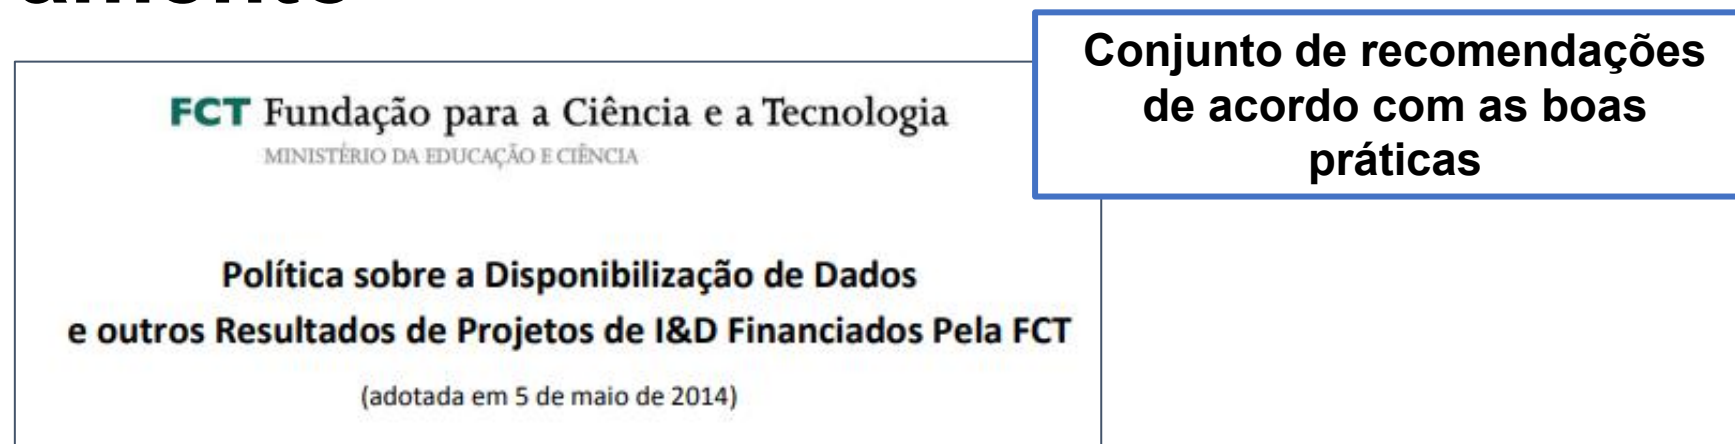 Conjunto de recomendações
de acordo com as boas
práticas
FCT Fundação para a Ciência e a Tecnologia
MINISTÉRIO DA EDUCAÇÃO E CIÊNCIA
Política sobre a Disponibilização de Dados
e outros Resultados de Projetos de I&D Financiados Pela FCT
(adotada em 5 de maio de 2014)